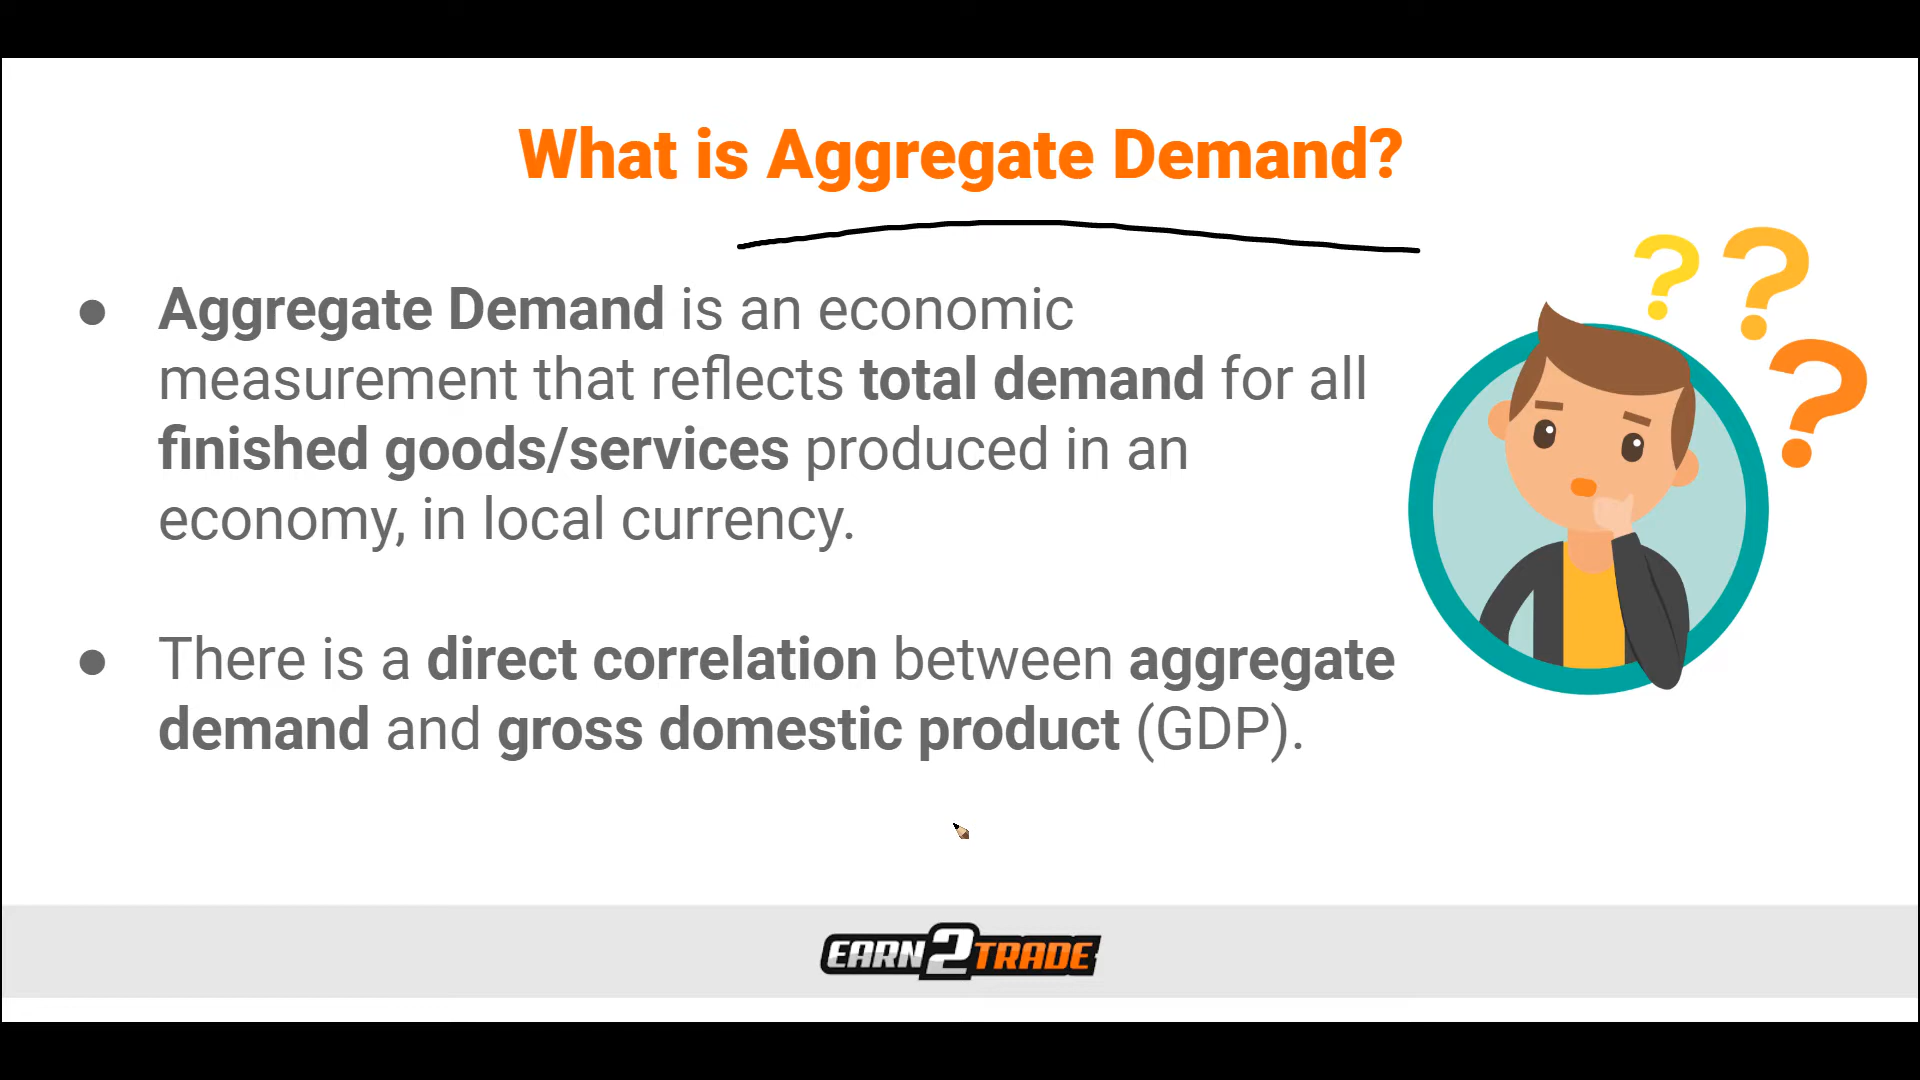 What is Aggregate Demand?
● Aggregate Demand is an economic
measurement that reflects total demand for all
finished goods/services produced in an
economy, in local currency.
● There is a direct correlation between aggregate
demand and gross domestic product (GDP).
? ? ?
EARN2TRADE